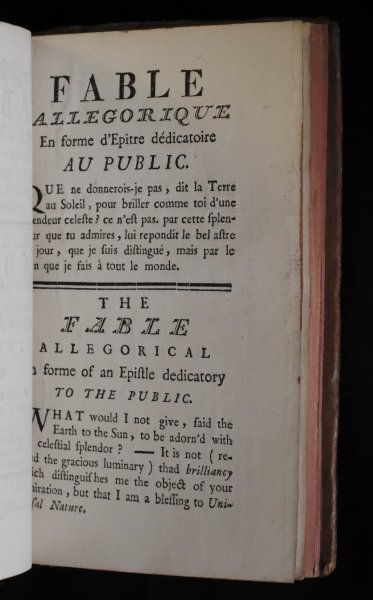 FABLE
ALLEGORIQUE
En forme d'Epître dédicatoire
AU PUBLIC.
QUE ne donnerois-je pas, dit la Terre
au Soleil, pour briller comme toi d'une
endeur celeste? ce n'est pas. par cette splen-
ur que tu admires, lui repondit le bel astre
jour, que je suis distingué, mais par le
n que je fais à tout le monde.
THE
FABLE
ALLEGORICAL
n forme of an Epistle dedicatory
TO THE PUBLIC.
WHAT would I not give, said the
Earth to the Sun, to be adorn'd with
celestial splendor? — It is not (re-
d the gracious luminary) thad brilliancy
ich distinguishes me the object of your
miration, but that I am a blessing to Uni-
sal Nature.